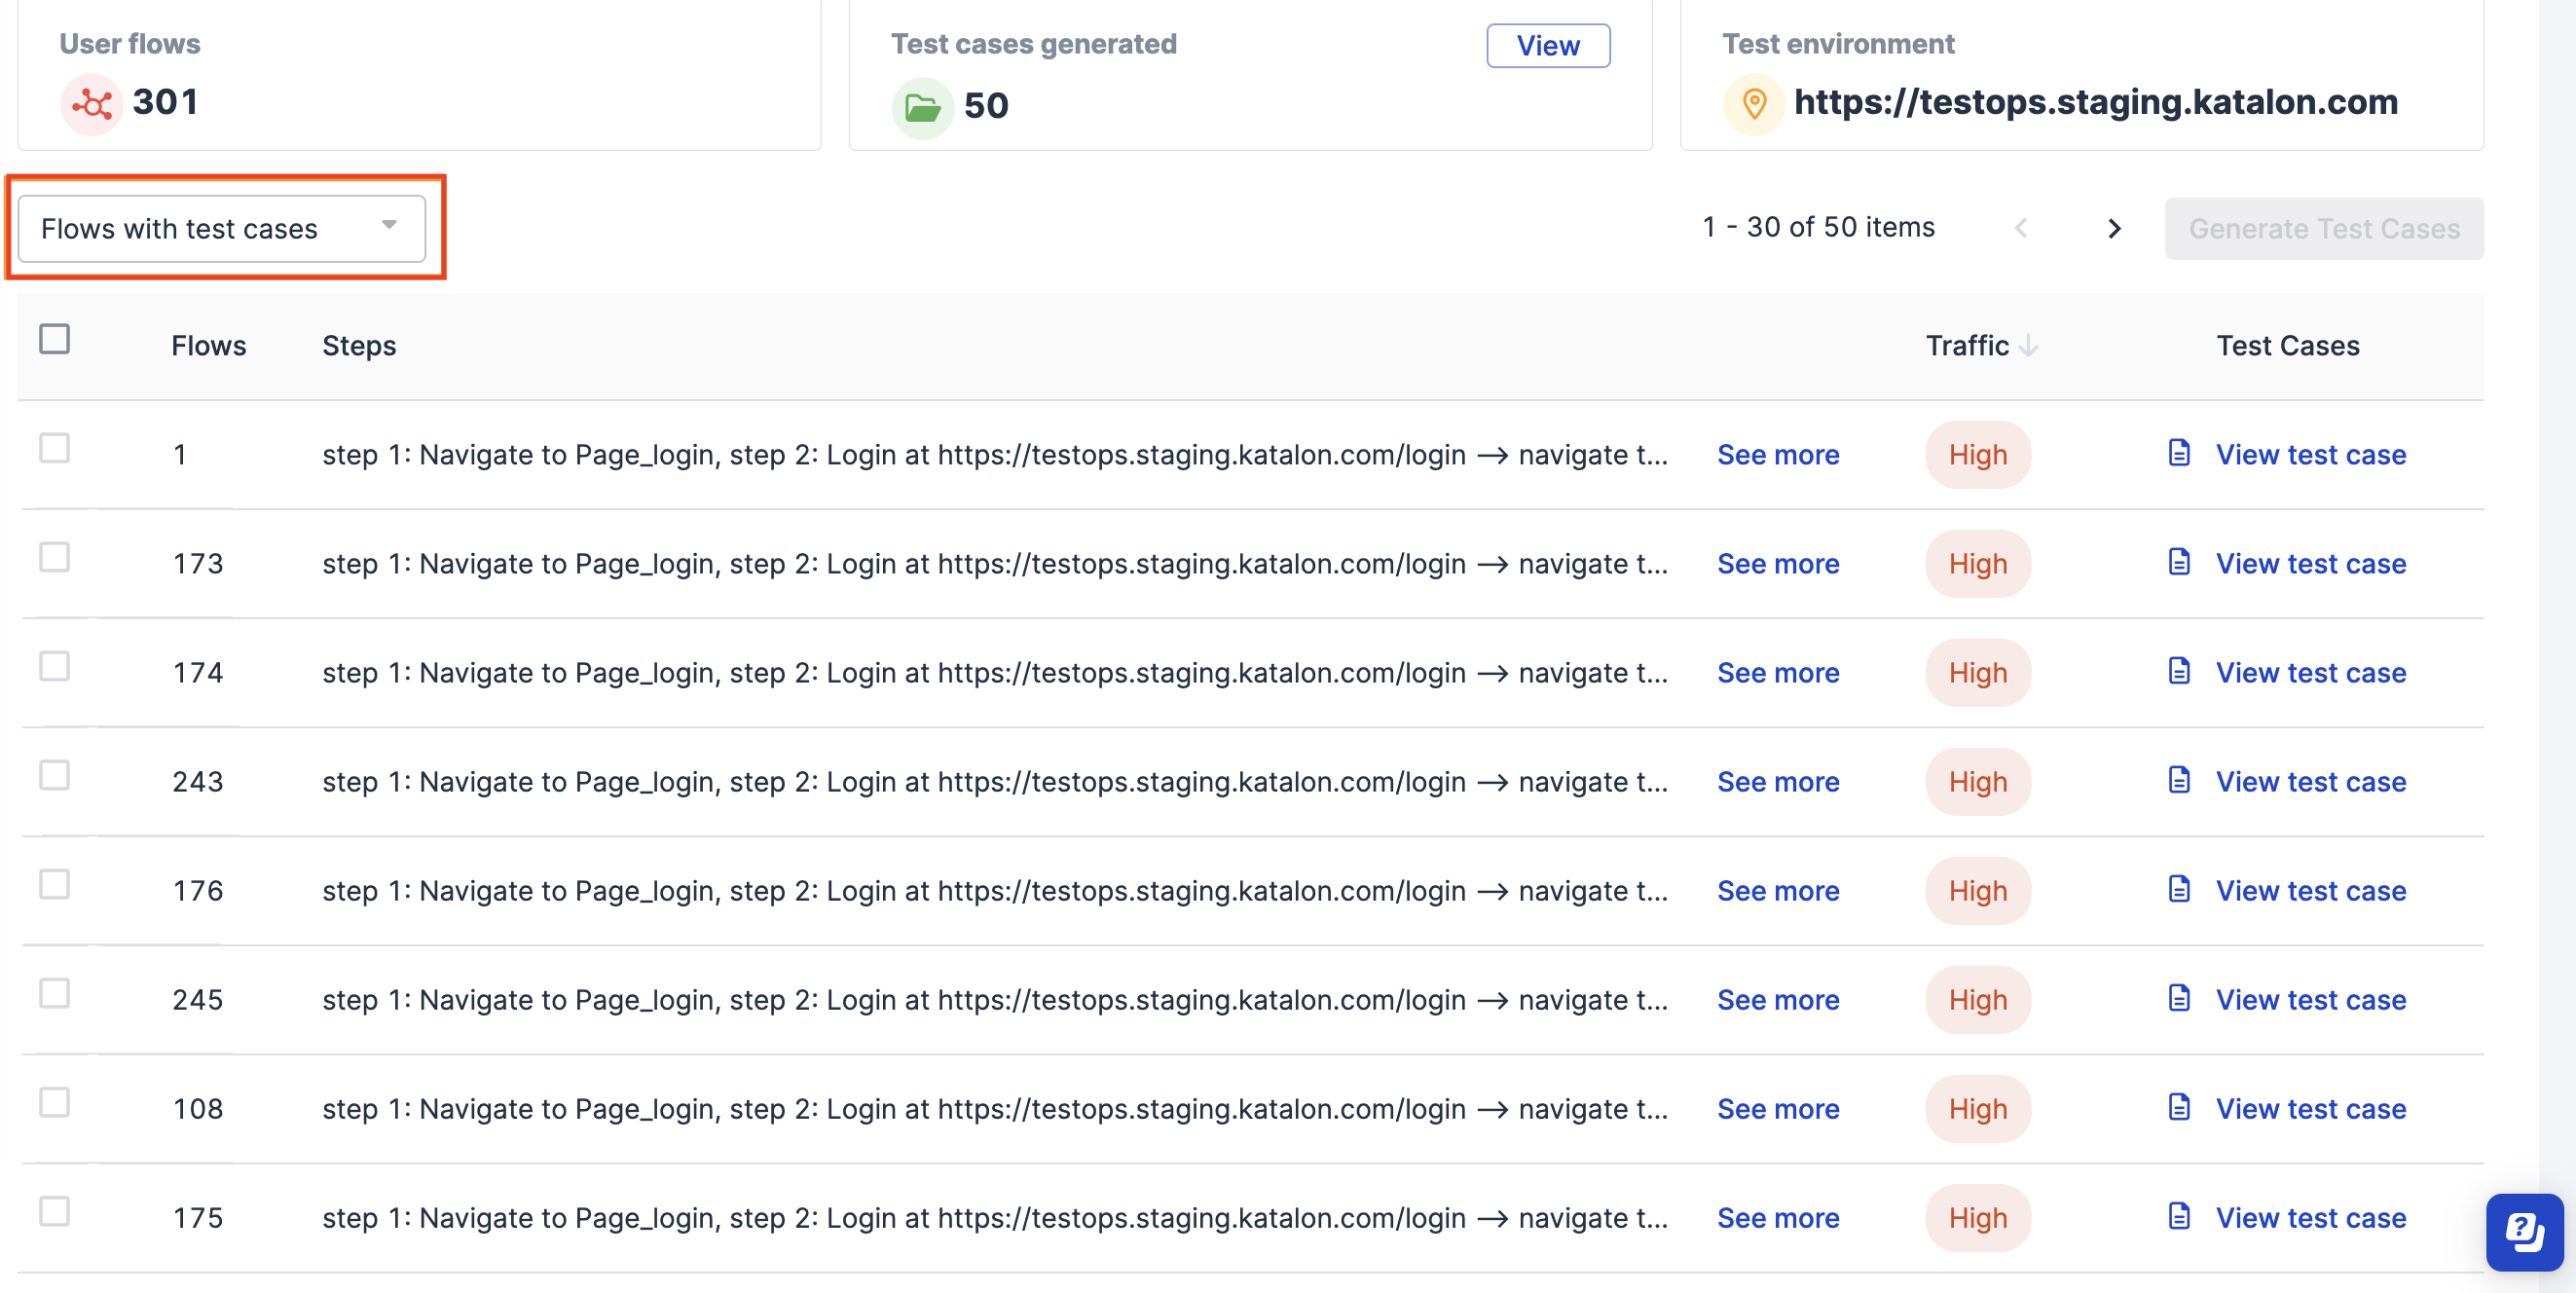 User flows
301
Test cases generated
View
50
Test environment
https://testops.staging.katalon.com
Flows with test cases
1 - 30 of 50 items
Generate Test Cases
Flows Steps Traffic Test Cases
1 step 1: Navigate to Page_login, step 2: Login at https://testops.staging.katalon.com/login → navigate t... See more High View test case
173 step 1: Navigate to Page_login, step 2: Login at https://testops.staging.katalon.com/login → navigate t... See more High View test case
174 step 1: Navigate to Page_login, step 2: Login at https://testops.staging.katalon.com/login → navigate t... See more High View test case
243 step 1: Navigate to Page_login, step 2: Login at https://testops.staging.katalon.com/login → navigate t... See more High View test case
176 step 1: Navigate to Page_login, step 2: Login at https://testops.staging.katalon.com/login → navigate t... See more High View test case
245 step 1: Navigate to Page_login, step 2: Login at https://testops.staging.katalon.com/login → navigate t... See more High View test case
108 step 1: Navigate to Page_login, step 2: Login at https://testops.staging.katalon.com/login → navigate t... See more High View test case
175 step 1: Navigate to Page_login, step 2: Login at https://testops.staging.katalon.com/login → navigate t... See more High View test case
?